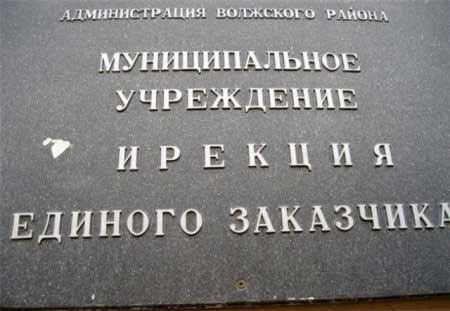 АДМИНИСТРАЦИЯ ВОЛЖСКОГО РАЙОНА
МУНИЦИПАЛЬНОЕ
УЧРЕЖДЕНИЕ
ИРЕКЦИЯ
ЕДИНОГО ЗАКАЗЧИКА